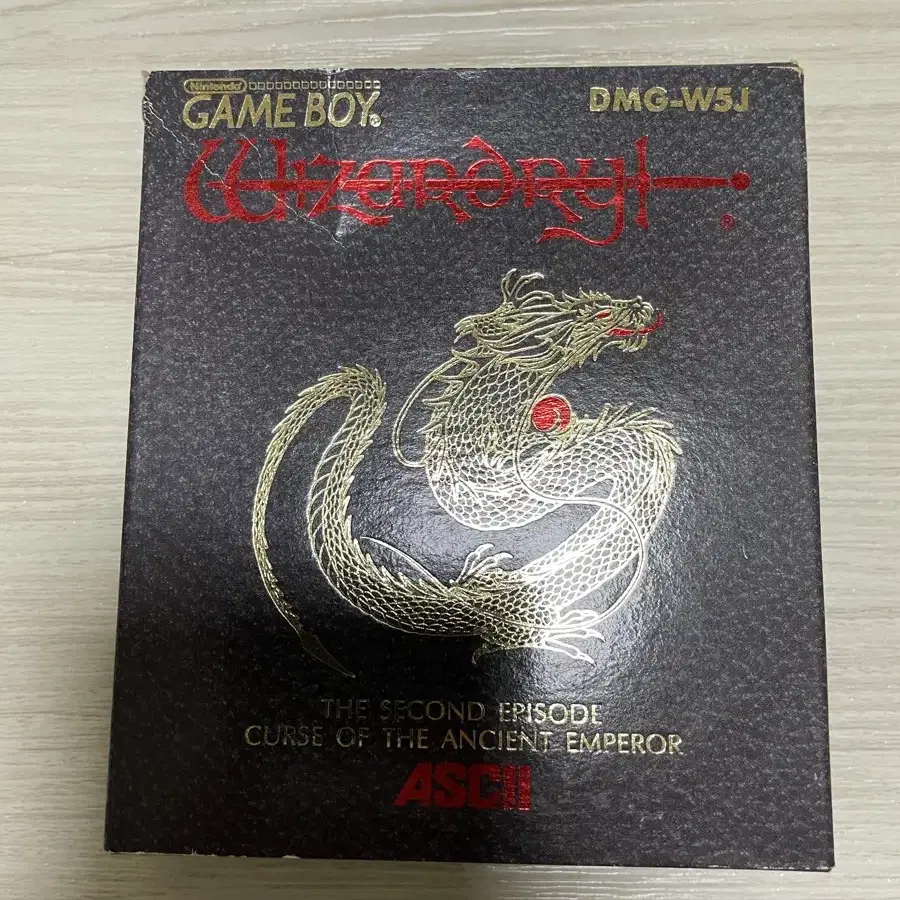 Nintendo
GAME BOY®
DMG-W5J
Wizardry®
THE SECOND EPISODE
CURSE OF THE ANCIENT EMPEROR
ASCII